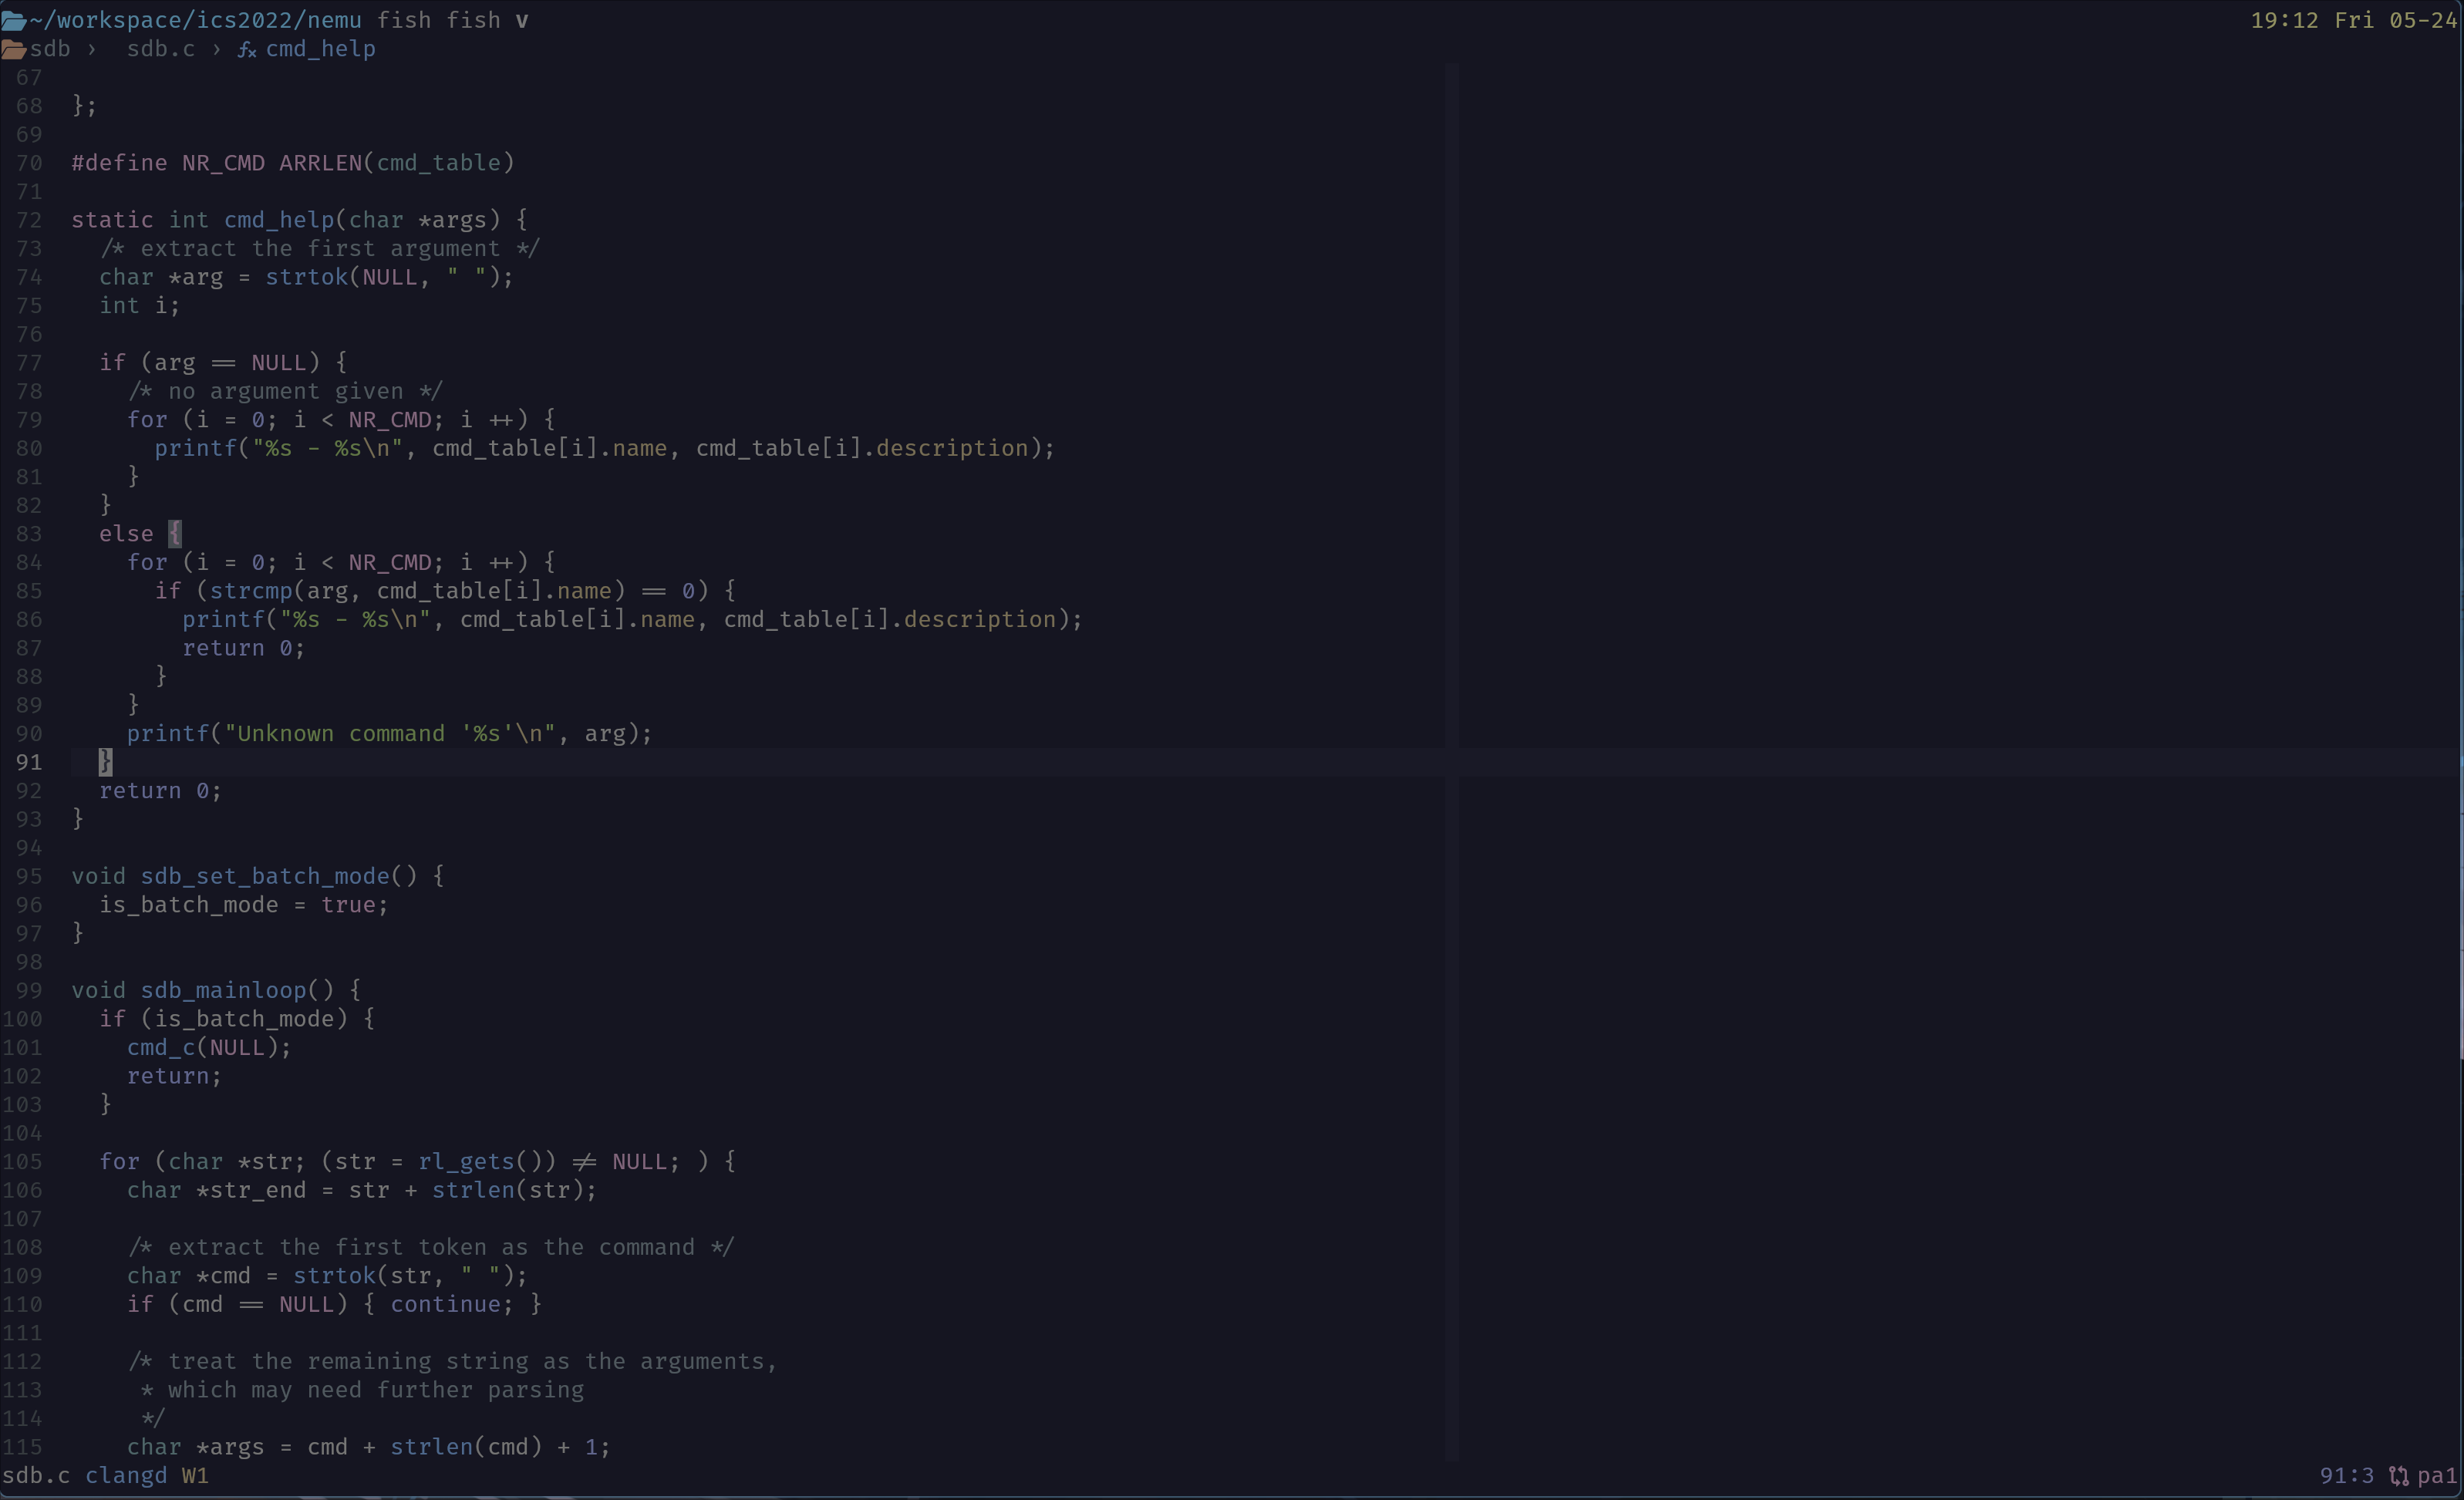 ~/workspace/ics2022/nemu fish fish v 19:12 Fri 05-24
sdb › sdb.c › fx cmd_help
67
68 };
69
70 #define NR_CMD ARRLEN(cmd_table)
71
72 static int cmd_help(char *args) {
73   /* extract the first argument */
74   char *arg = strtok(NULL, " ");
75   int i;
76
77   if (arg == NULL) {
78     /* no argument given */
79     for (i = 0; i < NR_CMD; i ++) {
80       printf("%s - %s\n", cmd_table[i].name, cmd_table[i].description);
81     }
82   }
83   else {
84     for (i = 0; i < NR_CMD; i ++) {
85       if (strcmp(arg, cmd_table[i].name) == 0) {
86         printf("%s - %s\n", cmd_table[i].name, cmd_table[i].description);
87         return 0;
88       }
89     }
90     printf("Unknown command '%s'\n", arg);
91   }
92   return 0;
93 }
94
95 void sdb_set_batch_mode() {
96   is_batch_mode = true;
97 }
98
99 void sdb_mainloop() {
100   if (is_batch_mode) {
101     cmd_c(NULL);
102     return;
103   }
104
105   for (char *str; (str = rl_gets()) != NULL; ) {
106     char *str_end = str + strlen(str);
107
108     /* extract the first token as the command */
109     char *cmd = strtok(str, " ");
110     if (cmd == NULL) { continue; }
111
112     /* treat the remaining string as the arguments,
113      * which may need further parsing
114      */
115     char *args = cmd + strlen(cmd) + 1;
sdb.c clangd W1 91:3 pa1